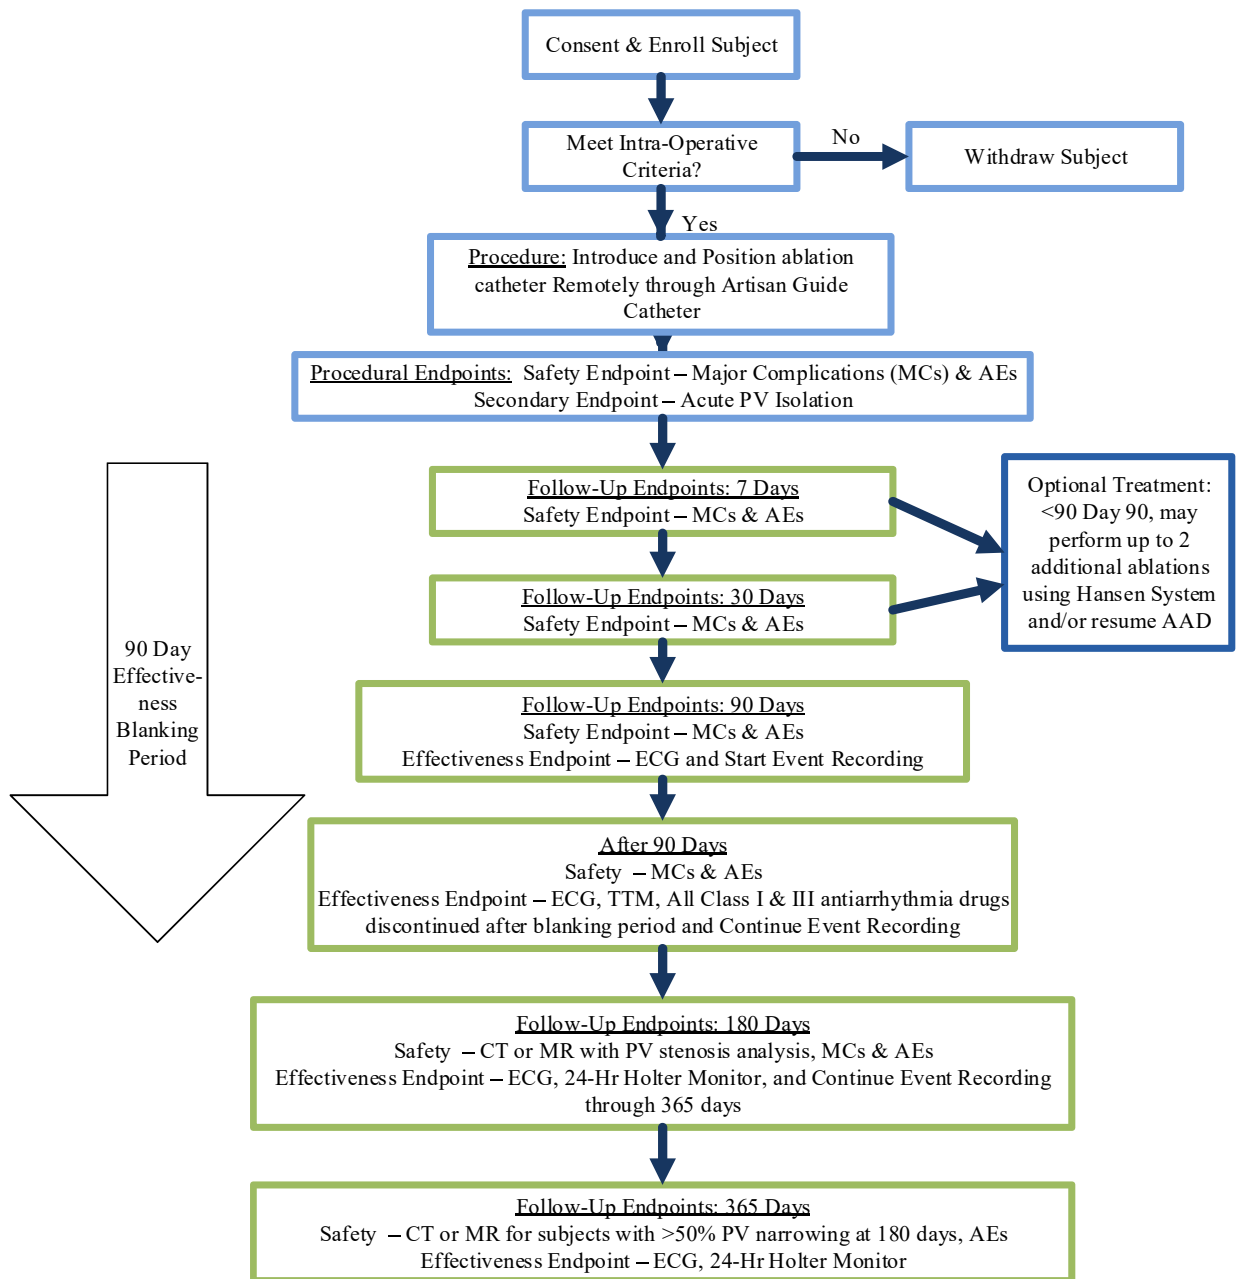 Consent & Enroll Subject
Meet Intra-Operative
Criteria?
No
Withdraw Subject
Yes
Procedure: Introduce and Position ablation
catheter Remotely through Artisan Guide
Catheter
Procedural Endpoints: Safety Endpoint – Major Complications (MCs) & AEs
Secondary Endpoint – Acute PV Isolation
Follow-Up Endpoints: 7 Days
Safety Endpoint – MCs & AEs
Optional Treatment:
<90 Day 90, may
perform up to 2
additional ablations
using Hansen System
and/or resume AAD
Follow-Up Endpoints: 30 Days
Safety Endpoint – MCs & AEs
90 Day
Effective-
ness
Blanking
Period
Follow-Up Endpoints: 90 Days
Safety Endpoint – MCs & AEs
Effectiveness Endpoint – ECG and Start Event Recording
After 90 Days
Safety – MCs & AEs
Effectiveness Endpoint – ECG, TTM, All Class I & III antiarrhythmia drugs
discontinued after blanking period and Continue Event Recording
Follow-Up Endpoints: 180 Days
Safety – CT or MR with PV stenosis analysis, MCs & AEs
Effectiveness Endpoint – ECG, 24-Hr Holter Monitor, and Continue Event Recording
through 365 days
Follow-Up Endpoints: 365 Days
Safety – CT or MR for subjects with >50% PV narrowing at 180 days, AEs
Effectiveness Endpoint – ECG, 24-Hr Holter Monitor